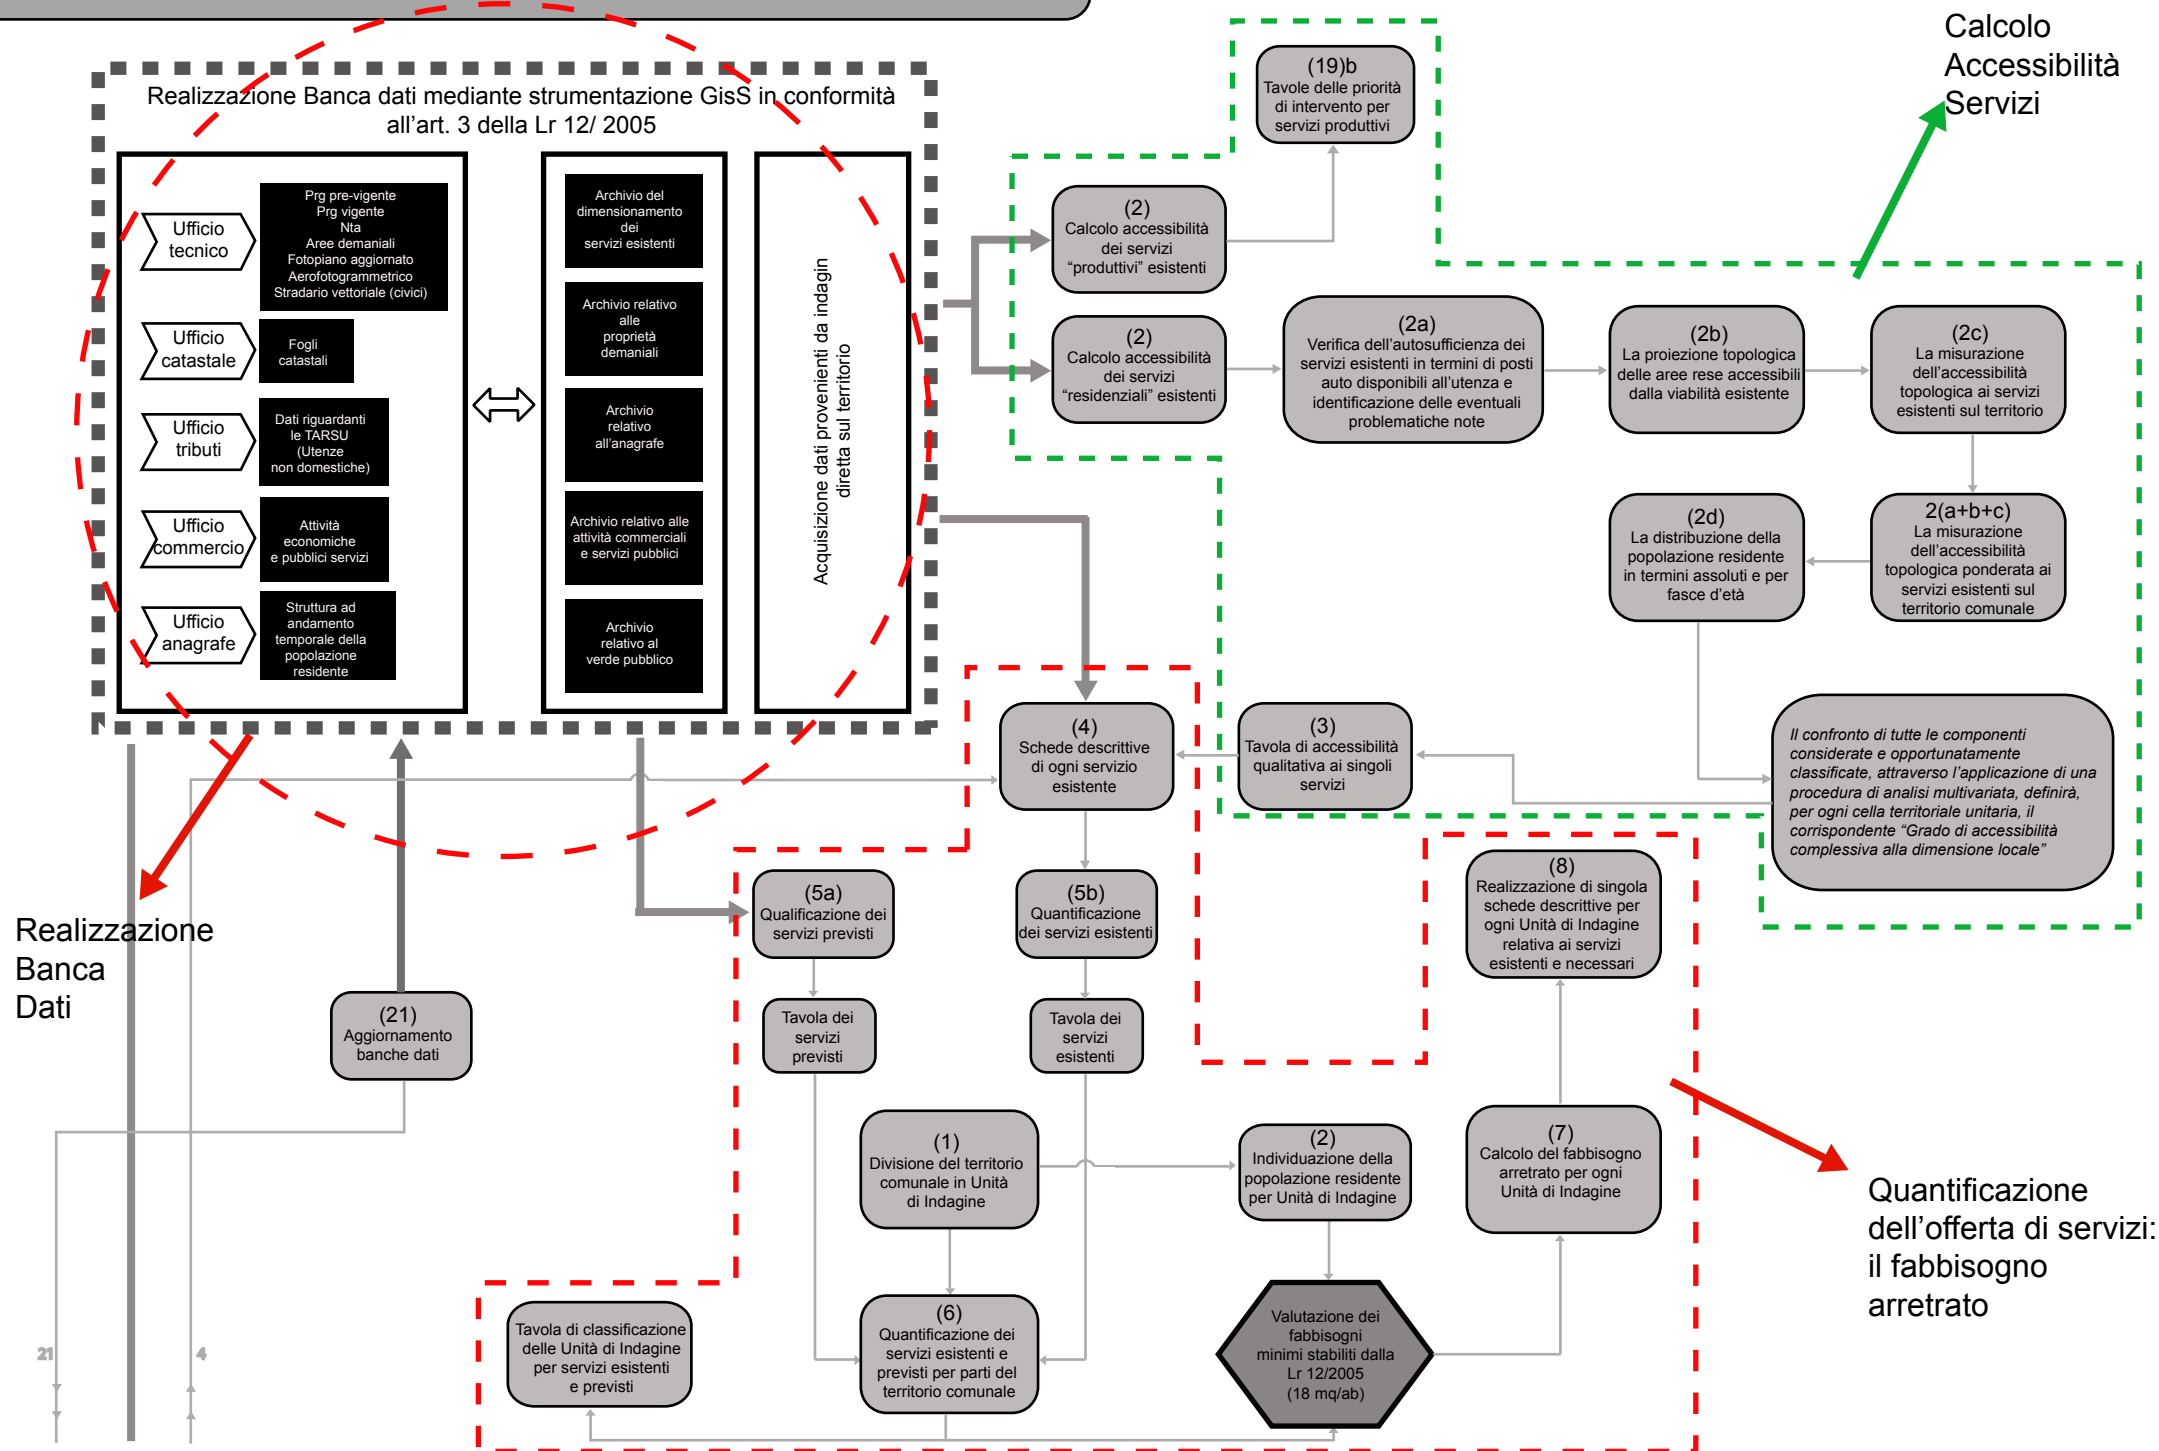 Calcolo
Accessibilità
Servizi
Realizzazione Banca dati mediante strumentazione GisS in conformità
all'art. 3 della Lr 12/ 2005
Ufficio
tecnico
Prg pre-vigente
Prg vigente
Nta
Aree demaniali
Fotopiano aggiornato
Aerofotogrammetrico
Stradario vettoriale (civici)
Ufficio
catastale
Fogli
catastali
Ufficio
tributi
Dati riguardanti
le TARSU
(Utenze
non domestiche)
Ufficio
commercio
Attività
economiche
e pubblici servizi
Ufficio
anagrafe
Struttura ad
andamento
temporale della
popolazione
residente
Archivio del
dimensionamento
dei
servizi esistenti
Archivio relativo
alle
proprietà
demaniali
Archivio
relativo
all'anagrafe
Archivio relativo alle
attività commerciali
e servizi pubblici
Archivio
relativo al
verde pubblico
Acquisizione dati provenienti da indagin
diretta sul territorio
(19)b
Tavole delle priorità
di intervento per
servizi produttivi
(2)
Calcolo accessibilità
dei servizi
“produttivi” esistenti
(2)
Calcolo accessibilità
dei servizi
“residenziali” esistenti
(2a)
Verifica dell'autosufficienza dei
servizi esistenti in termini di posti
auto disponibili all'utenza e
identificazione delle eventuali
problematiche note
(2b)
La proiezione topologica
delle aree rese accessibili
dalla viabilità esistente
(2c)
La misurazione
dell'accessibilità
topologica ai servizi
esistenti sul territorio
(2d)
La distribuzione della
popolazione residente
in termini assoluti e per
fasce d'età
2(a+b+c)
La misurazione
dell'accessibilità
topologica ponderata ai
servizi esistenti sul
territorio comunale
(4)
Schede descrittive
di ogni servizio
esistente
(3)
Tavola di accessibilità
qualitativa ai singoli
servizi
Il confronto di tutte le componenti
considerate e opportunatamente
classificate, attraverso l'applicazione di una
procedura di analisi multivariata, definirà,
per ogni cella territoriale unitaria, il
corrispondente “Grado di accessibilità
complessiva alla dimensione locale”
Realizzazione
Banca
Dati
(5a)
Qualificazione dei
servizi previsti
(5b)
Quantificazione
dei servizi esistenti
(8)
Realizzazione di singola
schede descrittive per
ogni Unità di Indagine
relativa ai servizi
esistenti e necessari
(21)
Aggiornamento
banche dati
Tavola dei
servizi
previsti
Tavola dei
servizi
esistenti
(1)
Divisione del territorio
comunale in Unità
di Indagine
(2)
Individuazione della
popolazione residente
per Unità di Indagine
(7)
Calcolo del fabbisogno
arretrato per ogni
Unità di Indagine
Quantificazione
dell'offerta di servizi:
il fabbisogno
arretrato
Tavola di classificazione
delle Unità di Indagine
per servizi esistenti
e previsti
(6)
Quantificazione dei
servizi esistenti e
previsti per parti del
territorio comunale
Valutazione dei
fabbisogni
minimi stabiliti dalla
Lr 12/2005
(18 mq/ab)
21
4